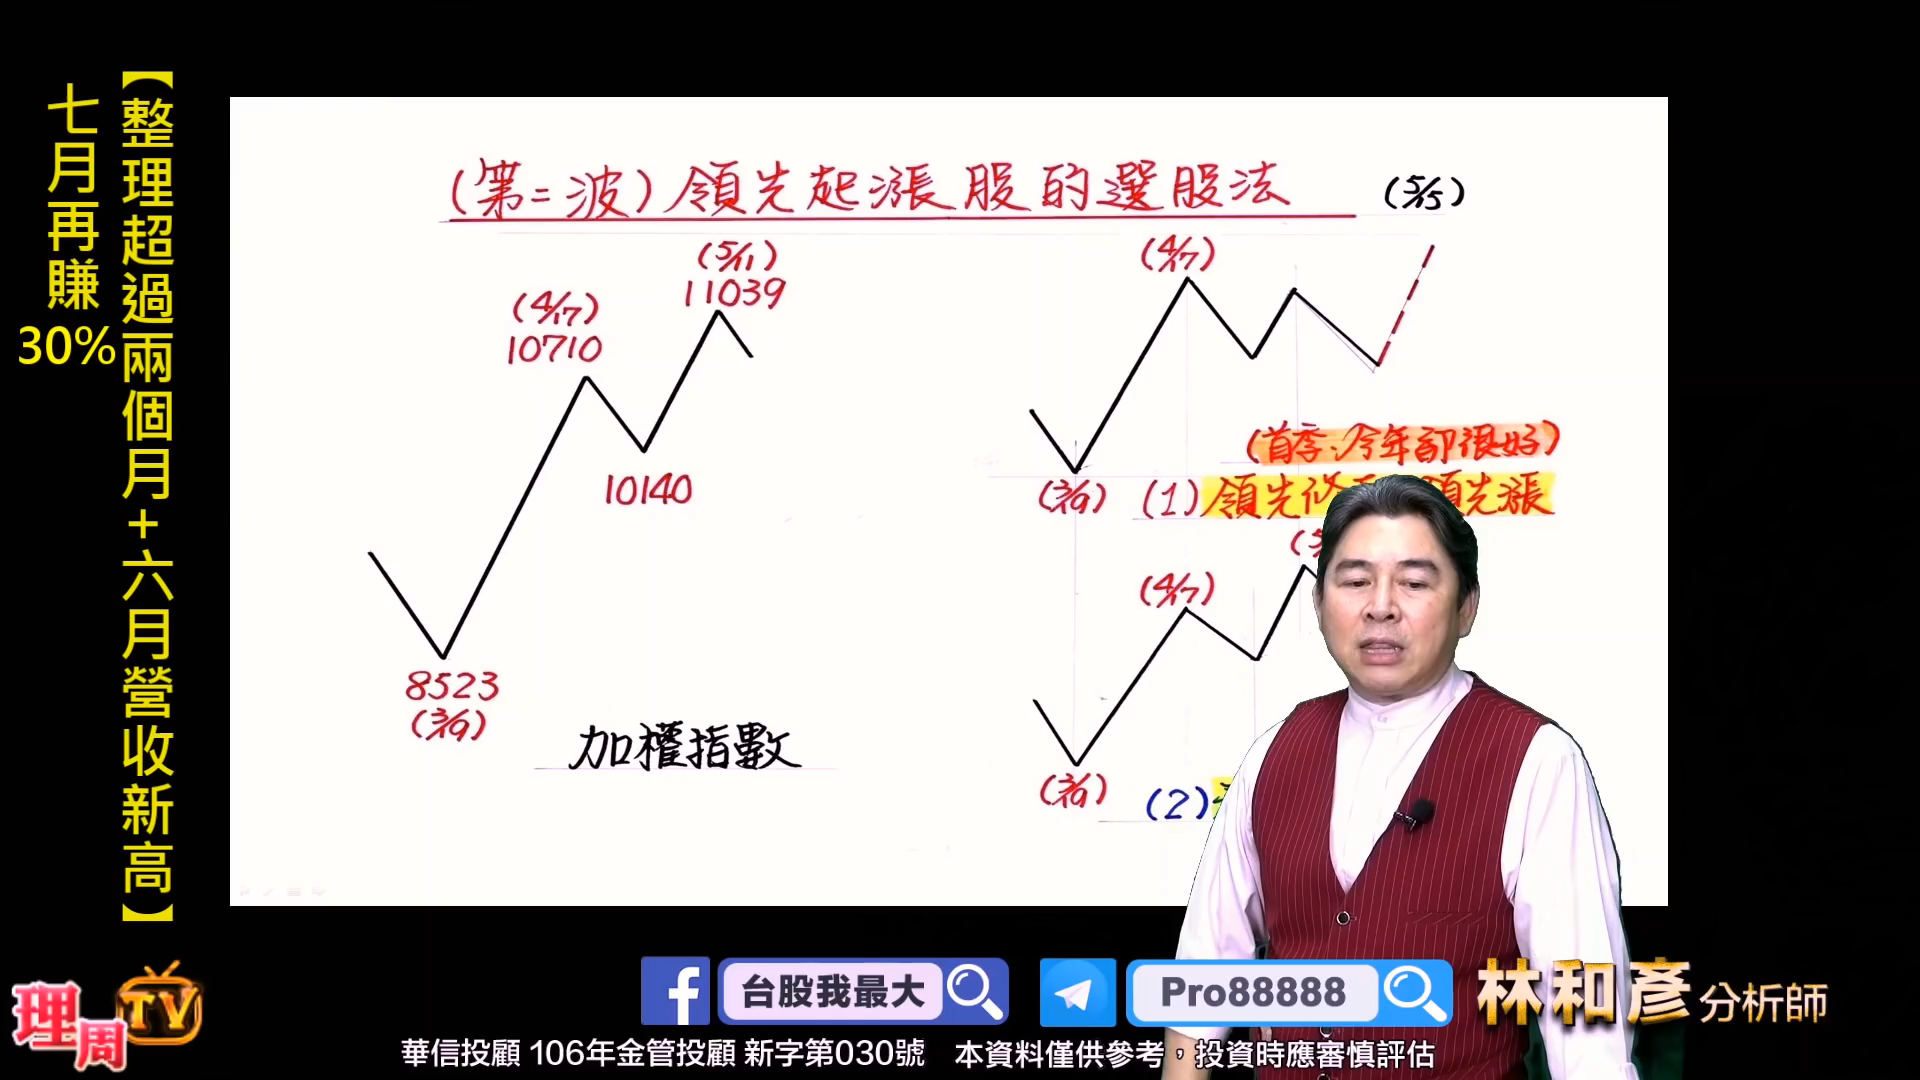 【整理超過兩個月+六月營收新高】
七月再賺30%
(第二波)領先起漲股的選股法
(5/15)
(4/17)
10710
(5/11)
11039
10140
8523
(3/19)
加權指數
(4/17)
(首季、今年都很好)
(3/19)
(1)領先修
領先漲
(4/17)
(3/19)
(2)
理周TV
台股我最大
Pro88888
林和彥分析師
華信投顧 106年金管投顧 新字第030號 本資料僅供參考，投資時應審慎評估